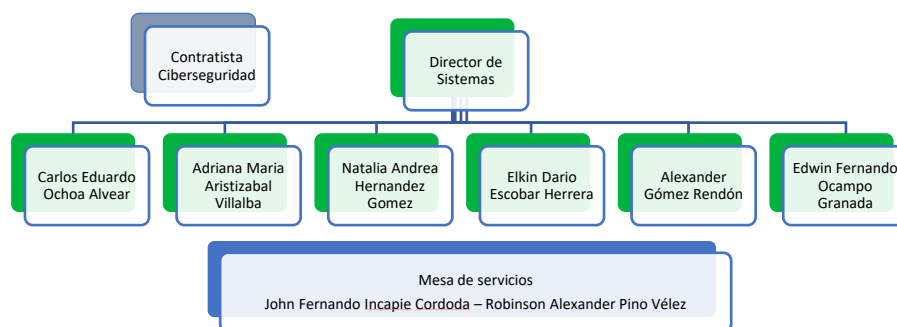 Contratista
Ciberseguridad
Director de
Sistemas
Carlos Eduardo
Ochoa Alvear
Adriana Maria
Aristizabal
Villalba
Natalia Andrea
Hernandez
Gomez
Elkin Dario
Escobar Herrera
Alexander
Gómez Rendón
Edwin Fernando
Ocampo
Granada
Mesa de servicios
John Fernando Incapie Cordoda – Robinson Alexander Pino Vélez